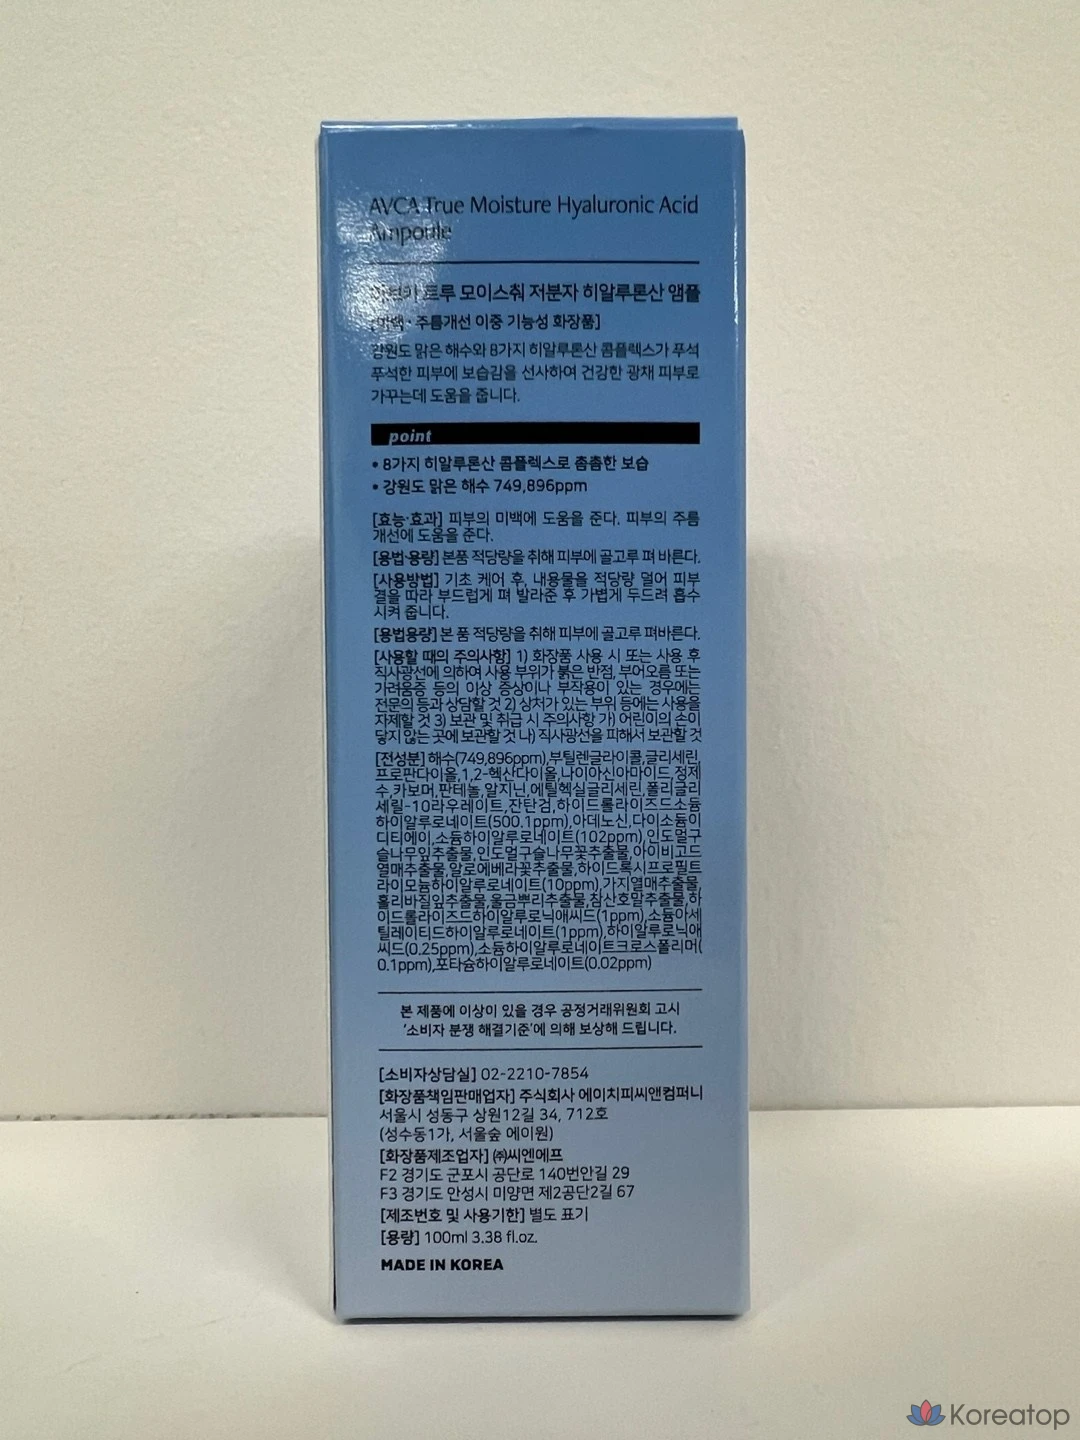 AVCA True Moisture Hyaluronic Acid
Ampoule
아브카 트루 모이스춰 저분자 히알루론산 앰플
[미백·주름개선 이중 기능성 화장품]
강원도 맑은 해수와 8가지 히알루론산 콤플렉스가 푸석
푸석한 피부에 보습감을 선사하여 건강한 광채 피부로
가꾸는데 도움을 줍니다.
point
• 8가지 히알루론산 콤플렉스로 촘촘한 보습
• 강원도 맑은 해수 749,896ppm
[효능·효과] 피부의 미백에 도움을 준다. 피부의 주름
개선에 도움을 준다.
[용법·용량] 본품 적당량을 취해 피부에 골고루 펴 바른다.
[사용방법] 기초 케어 후, 내용물을 적당량 덜어 피부
결을 따라 부드럽게 펴 발라준 후 가볍게 두드려 흡수
시켜 줍니다.
[용법용량] 본 품 적당량을 취해 피부에 골고루 펴바른다.
[사용할 때의 주의사항] 1) 화장품 사용 시 또는 사용 후
직사광선에 의하여 사용 부위가 붉은 반점, 부어오름 또는
가려움증 등의 이상 증상이나 부작용이 있는 경우에는
전문의 등과 상담할 것 2) 상처가 있는 부위 등에는 사용을
자제할 것 3) 보관 및 취급 시 주의사항 가) 어린이의 손이
닿지 않는 곳에 보관할 것 나) 직사광선을 피해서 보관할 것
[전성분] 해수(749,896ppm),부틸렌글라이콜,글리세린,
프로판다이올,1,2-헥산다이올,나이아신아마이드,정제
수,카보머,판테놀,알지닌,에틸헥실글리세린,폴리글리
세릴-10라우레이트,잔탄검,하이드롤라이즈드소듐
하이알루로네이트(500.1ppm),아데노신,다이소듐이
디티에이,소듐하이알루로네이트(102ppm),인도멀구
슬나무잎추출물,인도멀구슬나무꽃추출물,아이비고드
열매추출물,알로에베라꽃추출물,하이드록시프로필트
라이모늄하이알루로네이트(10ppm),가지열매추출물,
홀리바질잎추출물,울금뿌리추출물,참산호말추출물,하
이드롤라이즈드하이알루로닉애씨드(1ppm),소듐아세
틸레이티드하이알루로네이트(1ppm),하이알루로닉애
씨드(0.25ppm),소듐하이알루로네이트크로스폴리머(
0.1ppm),포타슘하이알루로네이트(0.02ppm)
본 제품에 이상이 있을 경우 공정거래위원회 고시
'소비자 분쟁 해결기준'에 의해 보상해 드립니다.
[소비자상담실] 02-2210-7854
[화장품책임판매업자] 주식회사 에이치피씨앤컴퍼니
서울시 성동구 상원12길 34, 712호
(성수동1가, 서울숲 에이원)
[화장품제조업자] ㈜씨엔에프
F2 경기도 군포시 공단로 140번안길 29
F3 경기도 안성시 미양면 제2공단2길 67
[제조번호 및 사용기한] 별도 표기
[용량] 100ml 3.38 fl.oz.
MADE IN KOREA
Koreatop